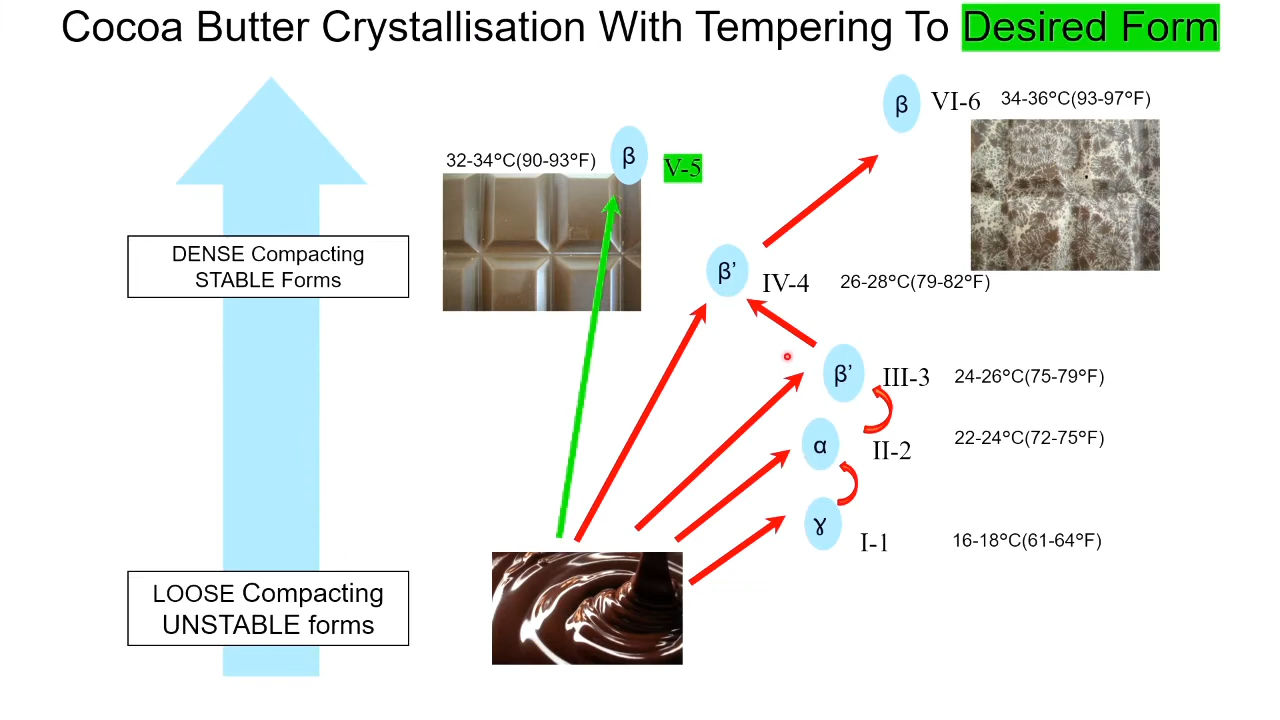 Cocoa Butter Crystallisation With Tempering To Desired Form
β VI-6 34-36°C(93-97°F)
32-34°C(90-93°F) β V-5
DENSE Compacting
STABLE Forms
β’ IV-4 26-28°C(79-82°F)
β’ III-3 24-26°C(75-79°F)
α II-2 22-24°C(72-75°F)
ɣ I-1 16-18°C(61-64°F)
LOOSE Compacting
UNSTABLE forms